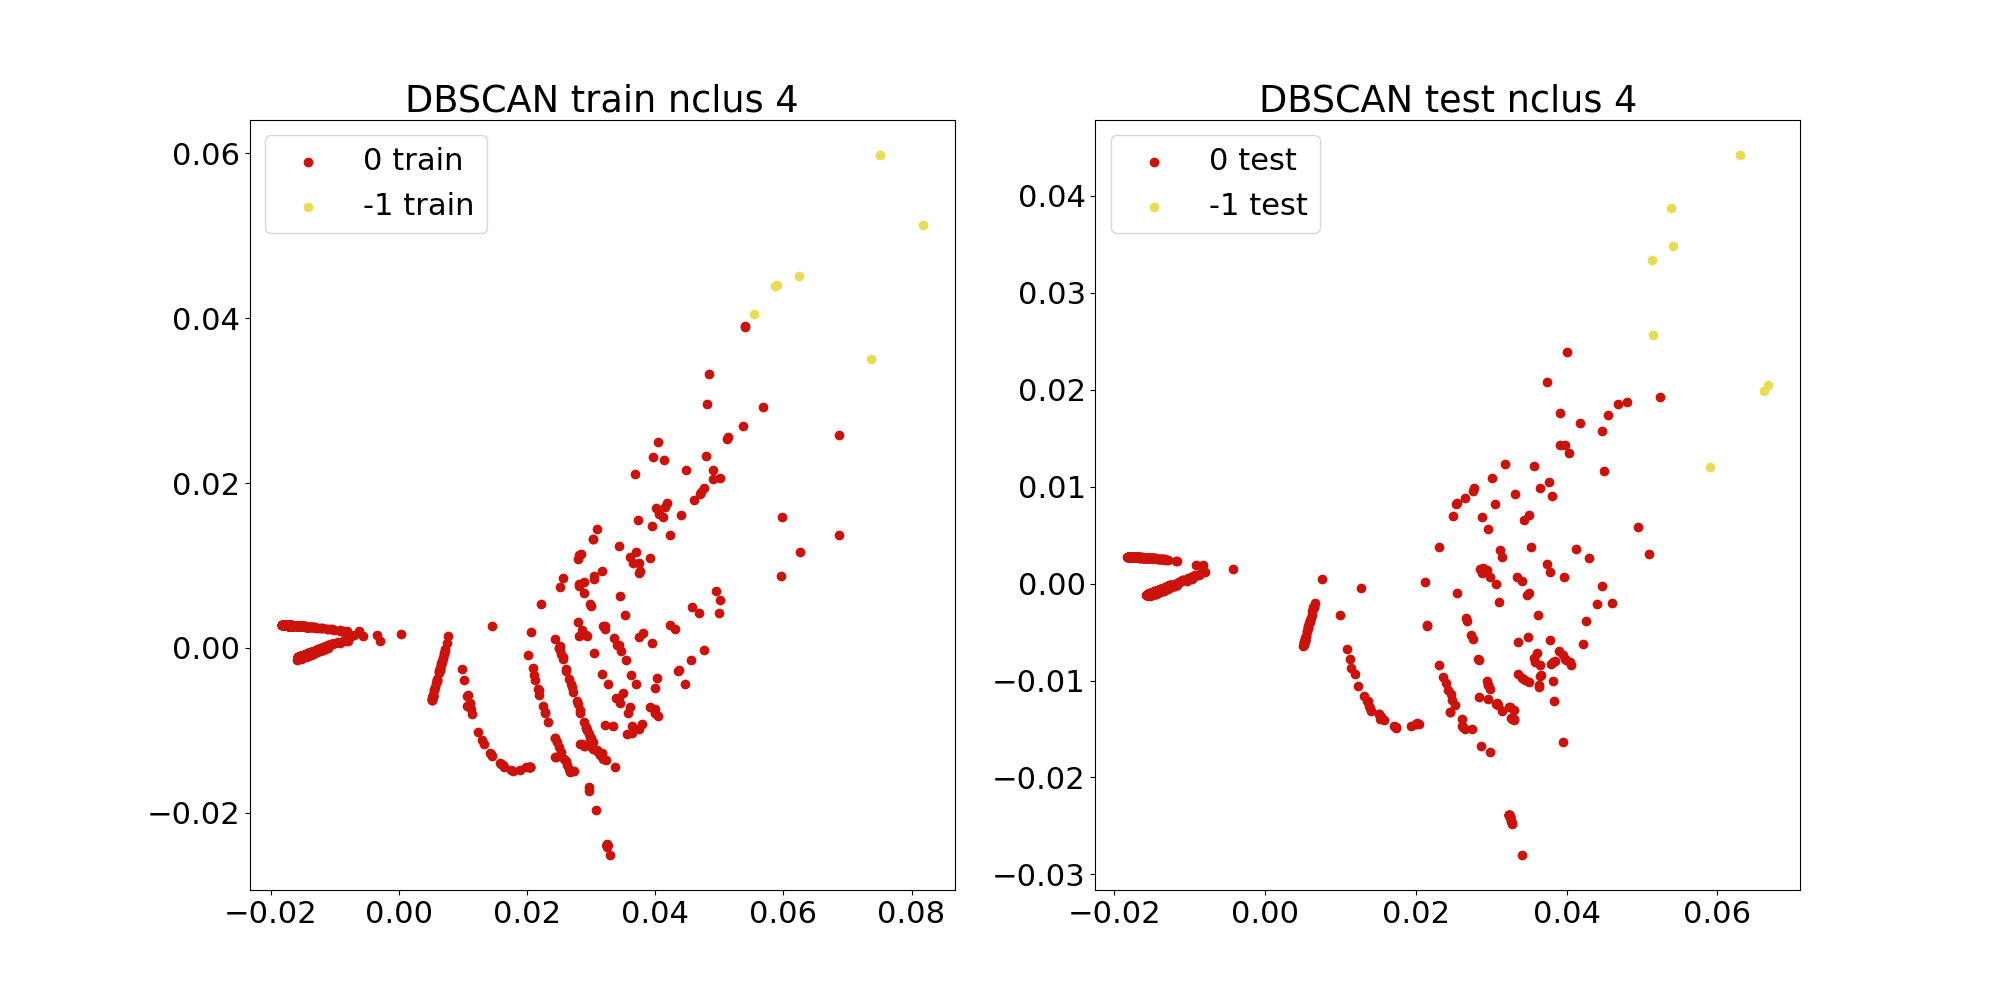 DBSCAN train nclus 4
0 train
-1 train
0.06
0.04
0.02
0.00
−0.02
−0.02 0.00 0.02 0.04 0.06 0.08
DBSCAN test nclus 4
0 test
-1 test
0.04
0.03
0.02
0.01
0.00
−0.01
−0.02
−0.03
−0.02 0.00 0.02 0.04 0.06